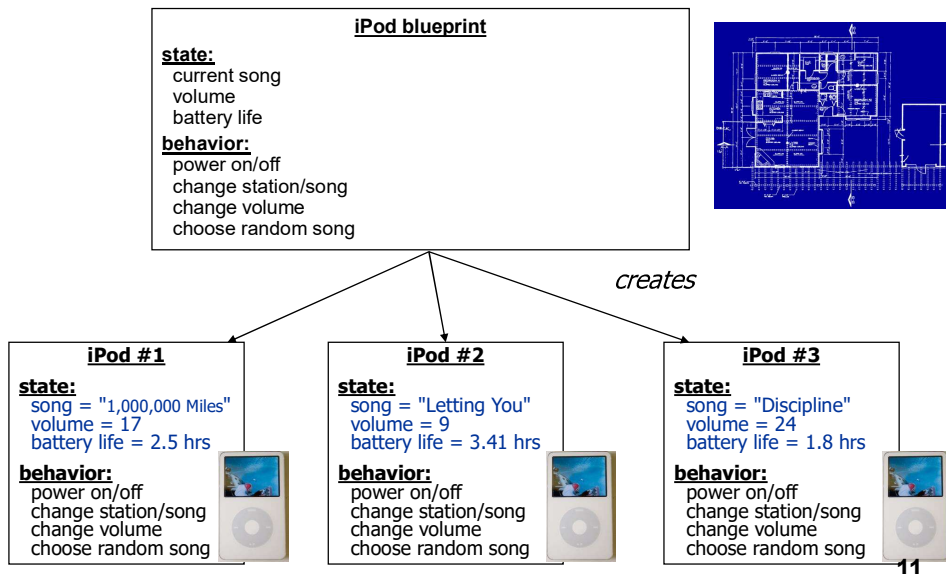 iPod blueprint
state:
current song
volume
battery life
behavior:
power on/off
change station/song
change volume
choose random song
creates
iPod #1
state:
song = "1,000,000 Miles"
volume = 17
battery life = 2.5 hrs
behavior:
power on/off
change station/song
change volume
choose random song
iPod #2
state:
song = "Letting You"
volume = 9
battery life = 3.41 hrs
behavior:
power on/off
change station/song
change volume
choose random song
iPod #3
state:
song = "Discipline"
volume = 24
battery life = 1.8 hrs
behavior:
power on/off
change station/song
change volume
choose random song
11